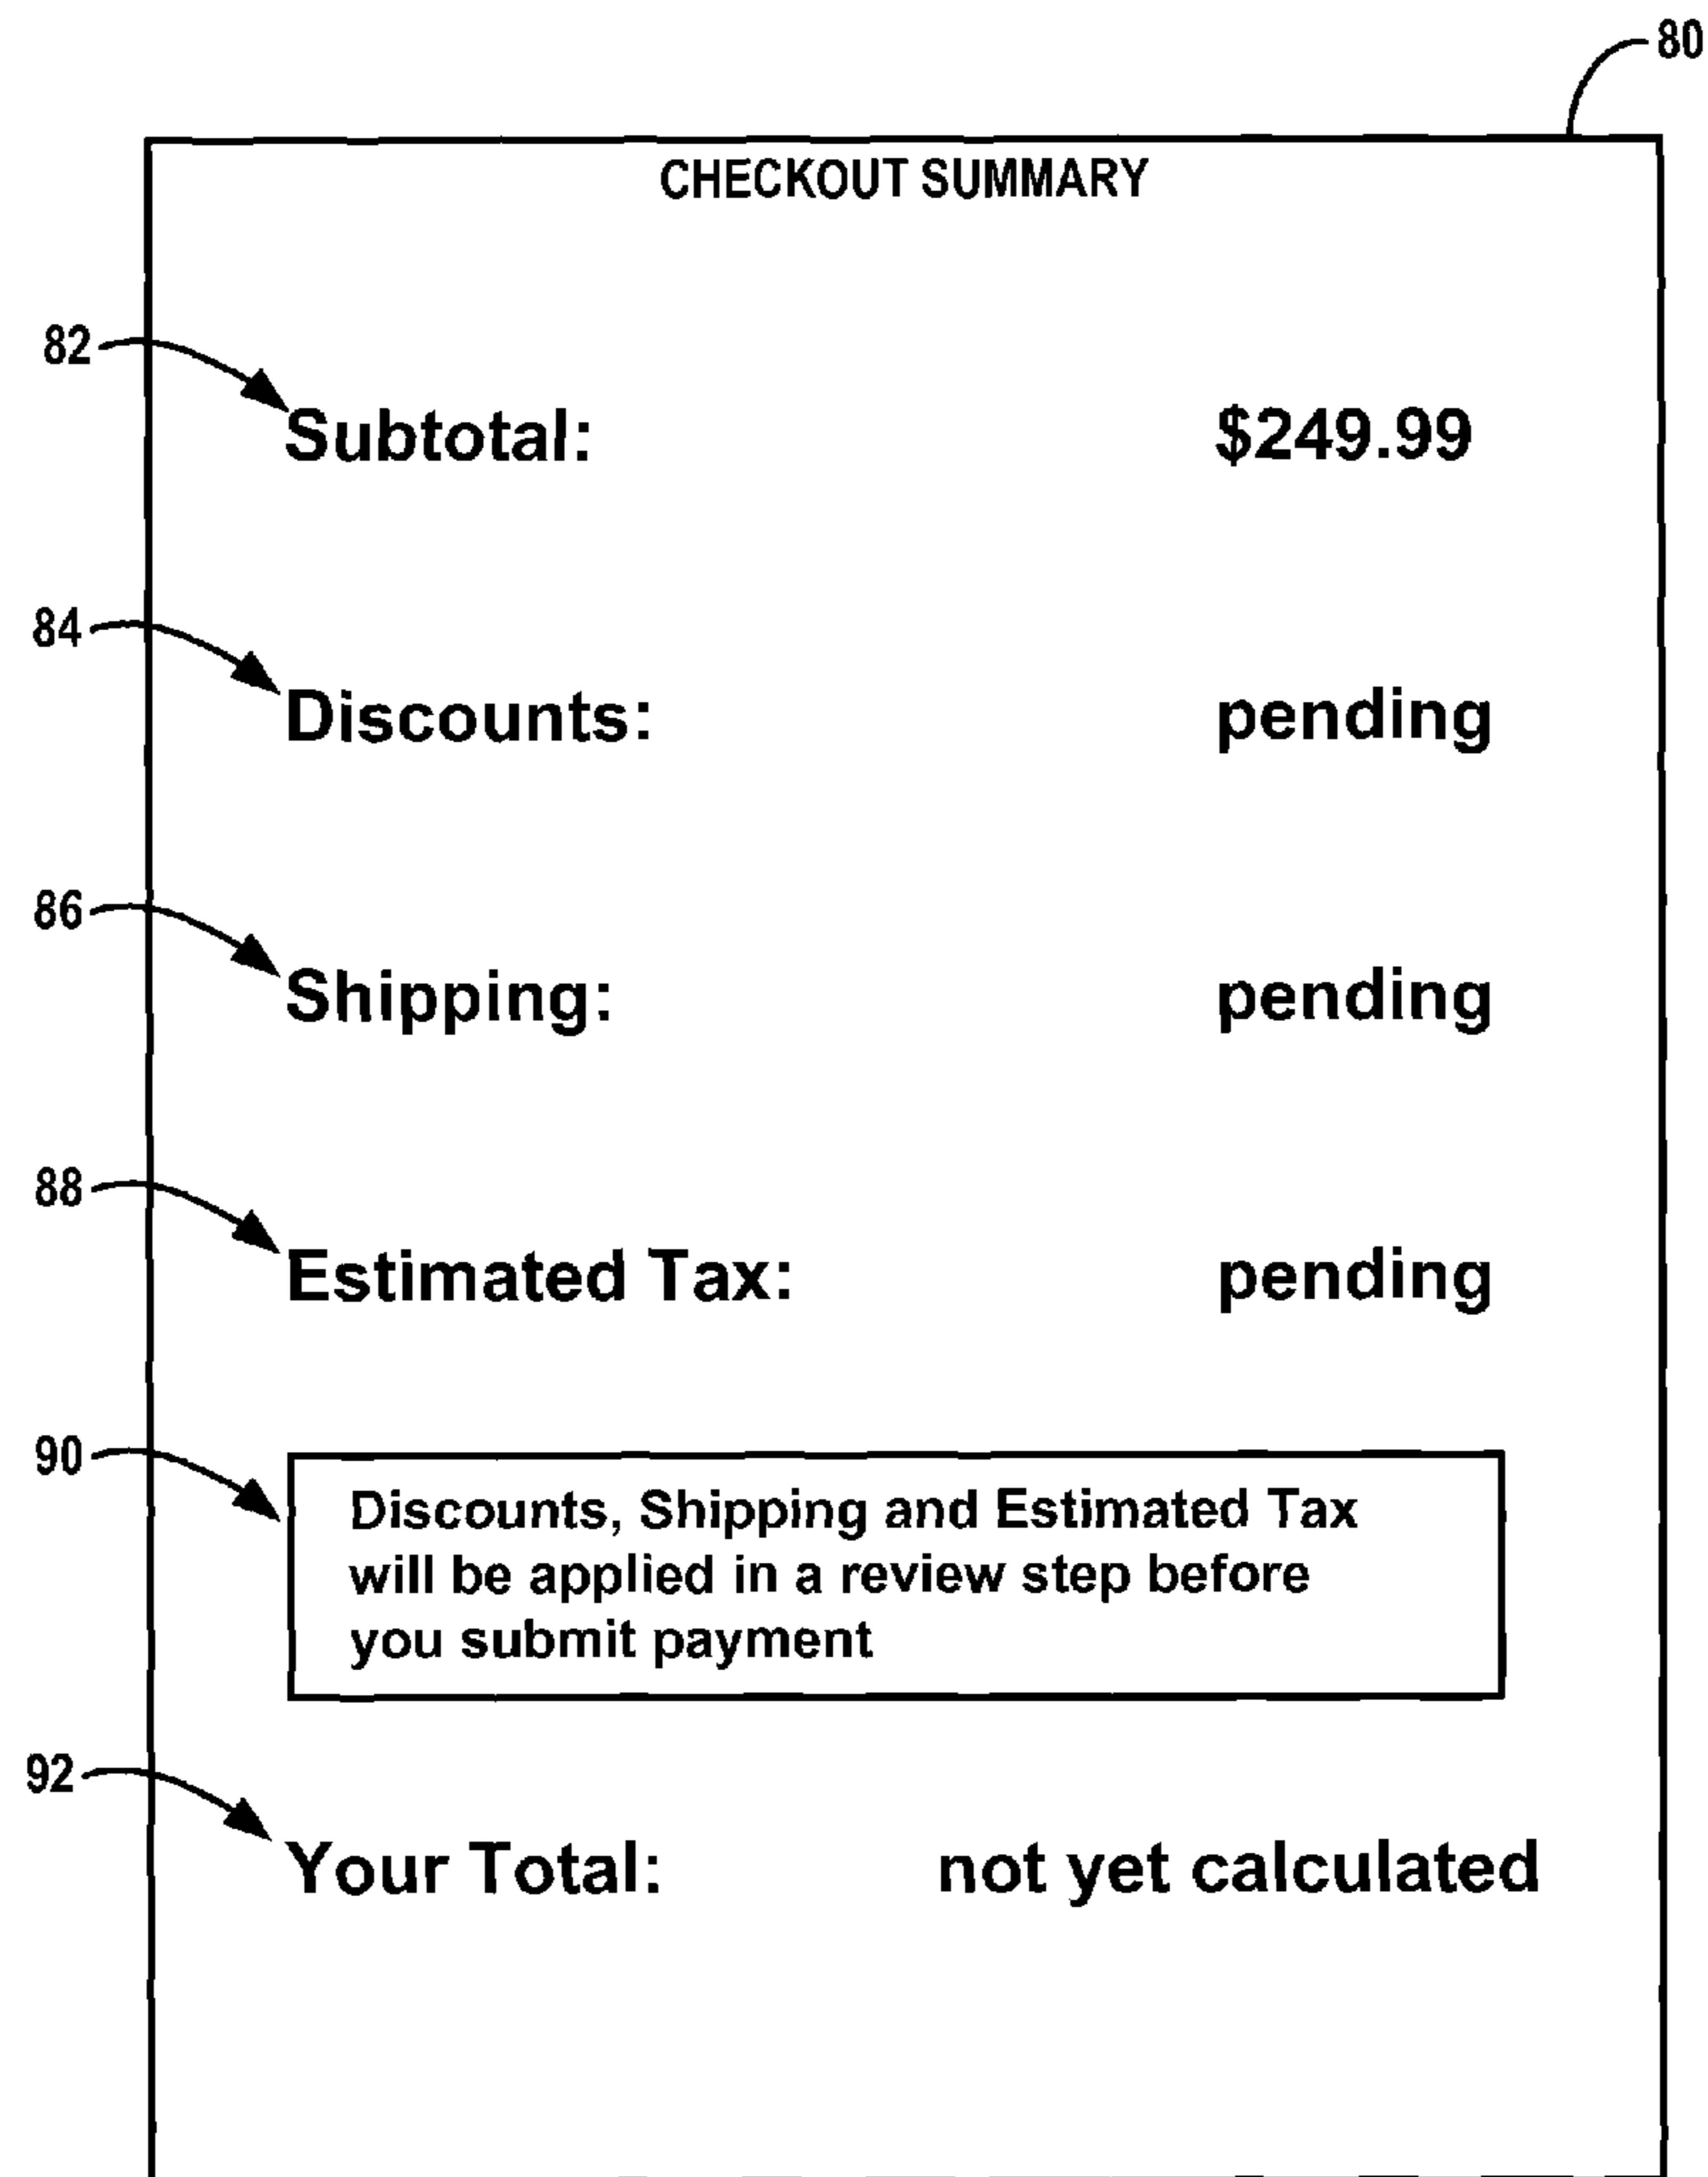 80
CHECKOUT SUMMARY
82
Subtotal: $249.99
84
Discounts: pending
86
Shipping: pending
88
Estimated Tax: pending
90
Discounts, Shipping and Estimated Tax
will be applied in a review step before
you submit payment
92
Your Total: not yet calculated